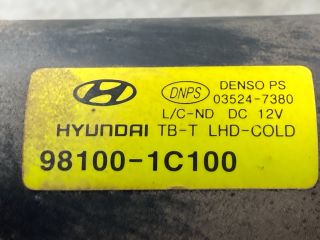 DNPS DENSO PS
03524-7380
L/C-ND DC 12V
HYUNDAI TB-T LHD-COLD
98100-1C100